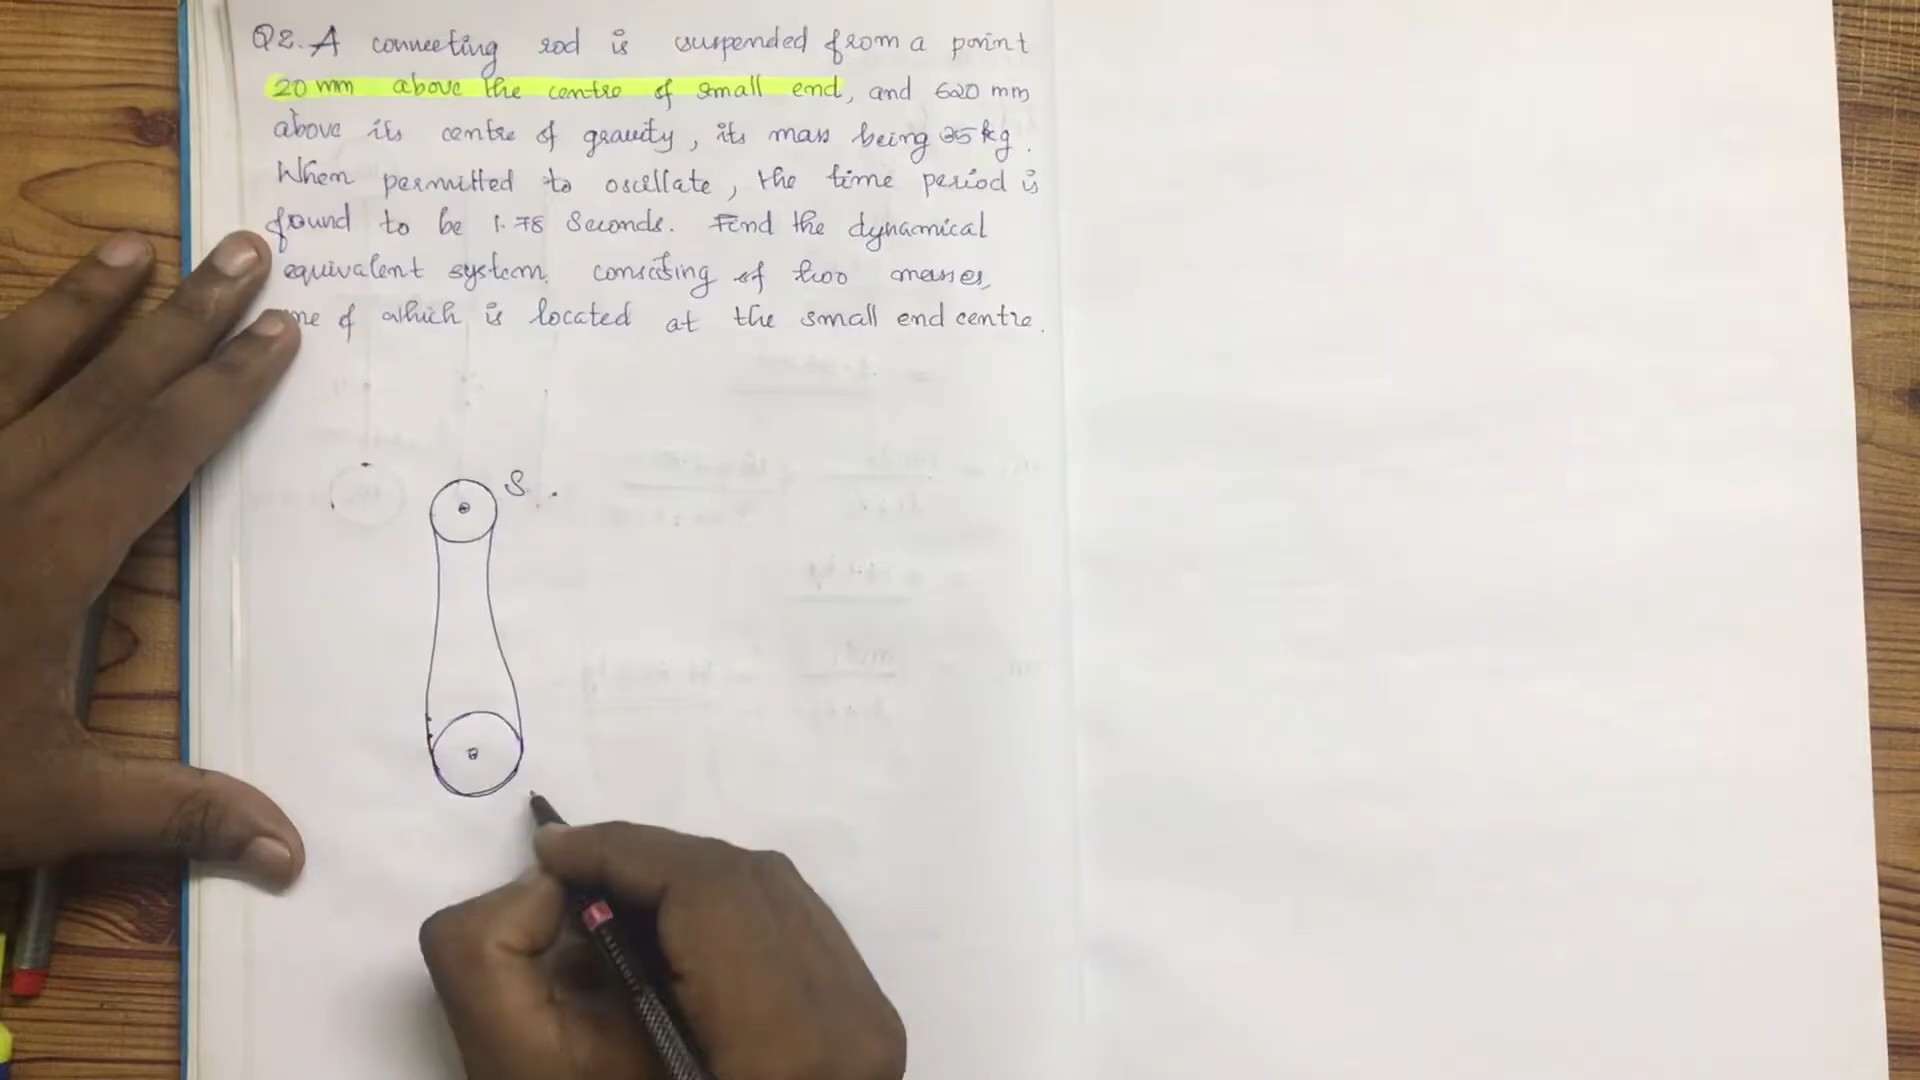 Q2. A connecting rod is suspended from a point
20 mm above the centre of small end, and 620 mm
above its centre of gravity, its mass being 35 kg.
When permitted to oscillate, the time period is
found to be 1.78 Seconds. Find the dynamical
equivalent system consisting of two masses,
of which is located at the small end centre.
S.